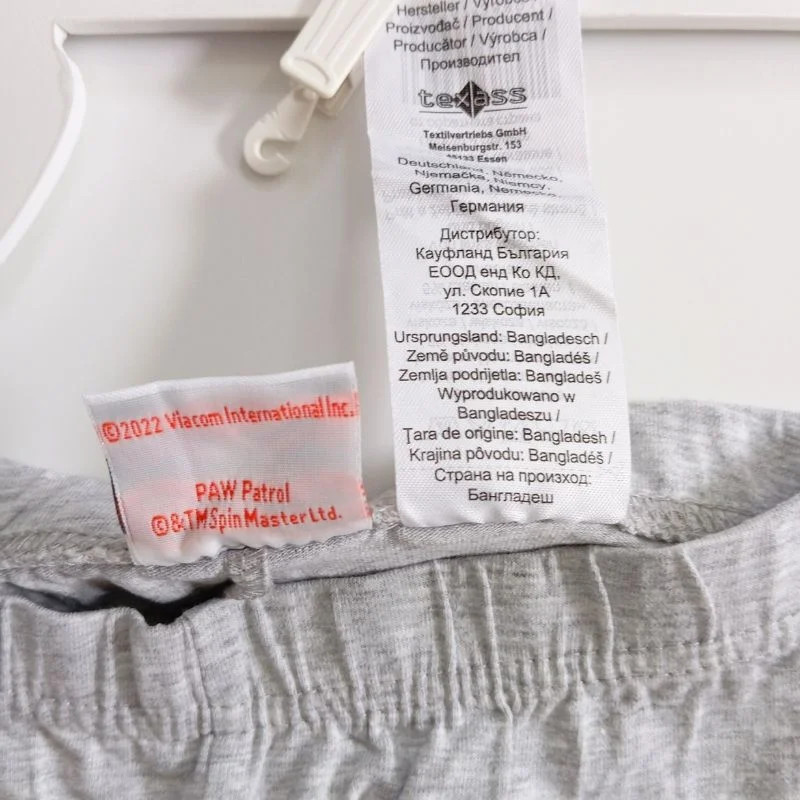 Hersteller / Výrobce /
Proizvođač / Producent /
Producător / Výrobca /
Производител
texass
Textilvertriebs GmbH
Meisenburgstr. 153
45133 Essen
Deutschland, Německo,
Njemačka, Niemcy,
Germania, Nemecko,
Германия
Дистрибутор:
Кауфланд България
ЕООД енд Ко КД,
ул. Скопие 1А
1233 София
Ursprungsland: Bangladesch /
Země původu: Bangladéš /
Zemlja podrijetla: Bangladeš /
Wyprodukowano w
Bangladeszu /
Ţara de origine: Bangladesh /
Krajina pôvodu: Bangladéš /
Страна на произход:
Бангладеш
©2022 Viacom International Inc.
PAW Patrol
©&TM Spin Master Ltd.